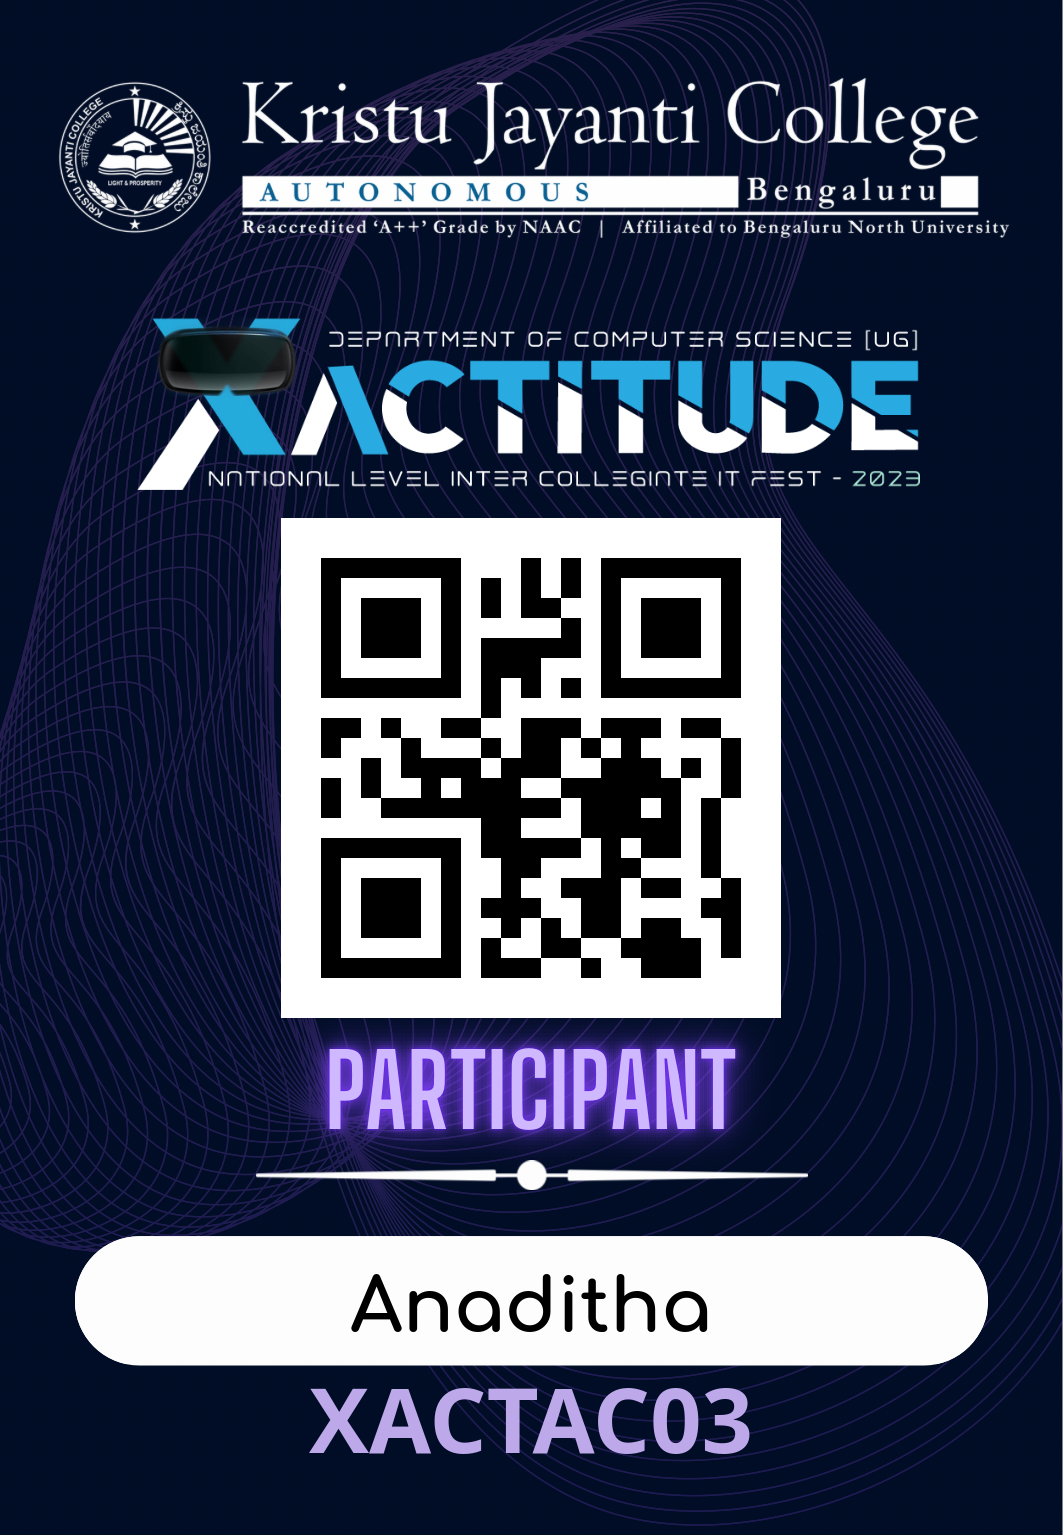 KRISTU JAYANTI COLLEGE
LIGHT & PROSPERITY
Kristu Jayanti College
AUTONOMOUS Bengaluru
Reaccredited ‘A++’ Grade by NAAC | Affiliated to Bengaluru North University
DEPARTMENT OF COMPUTER SCIENCE [UG]
XACTITUDE
NATIONAL LEVEL INTER COLLEGIATE IT FEST - 2023
PARTICIPANT
Anaditha
XACTAC03